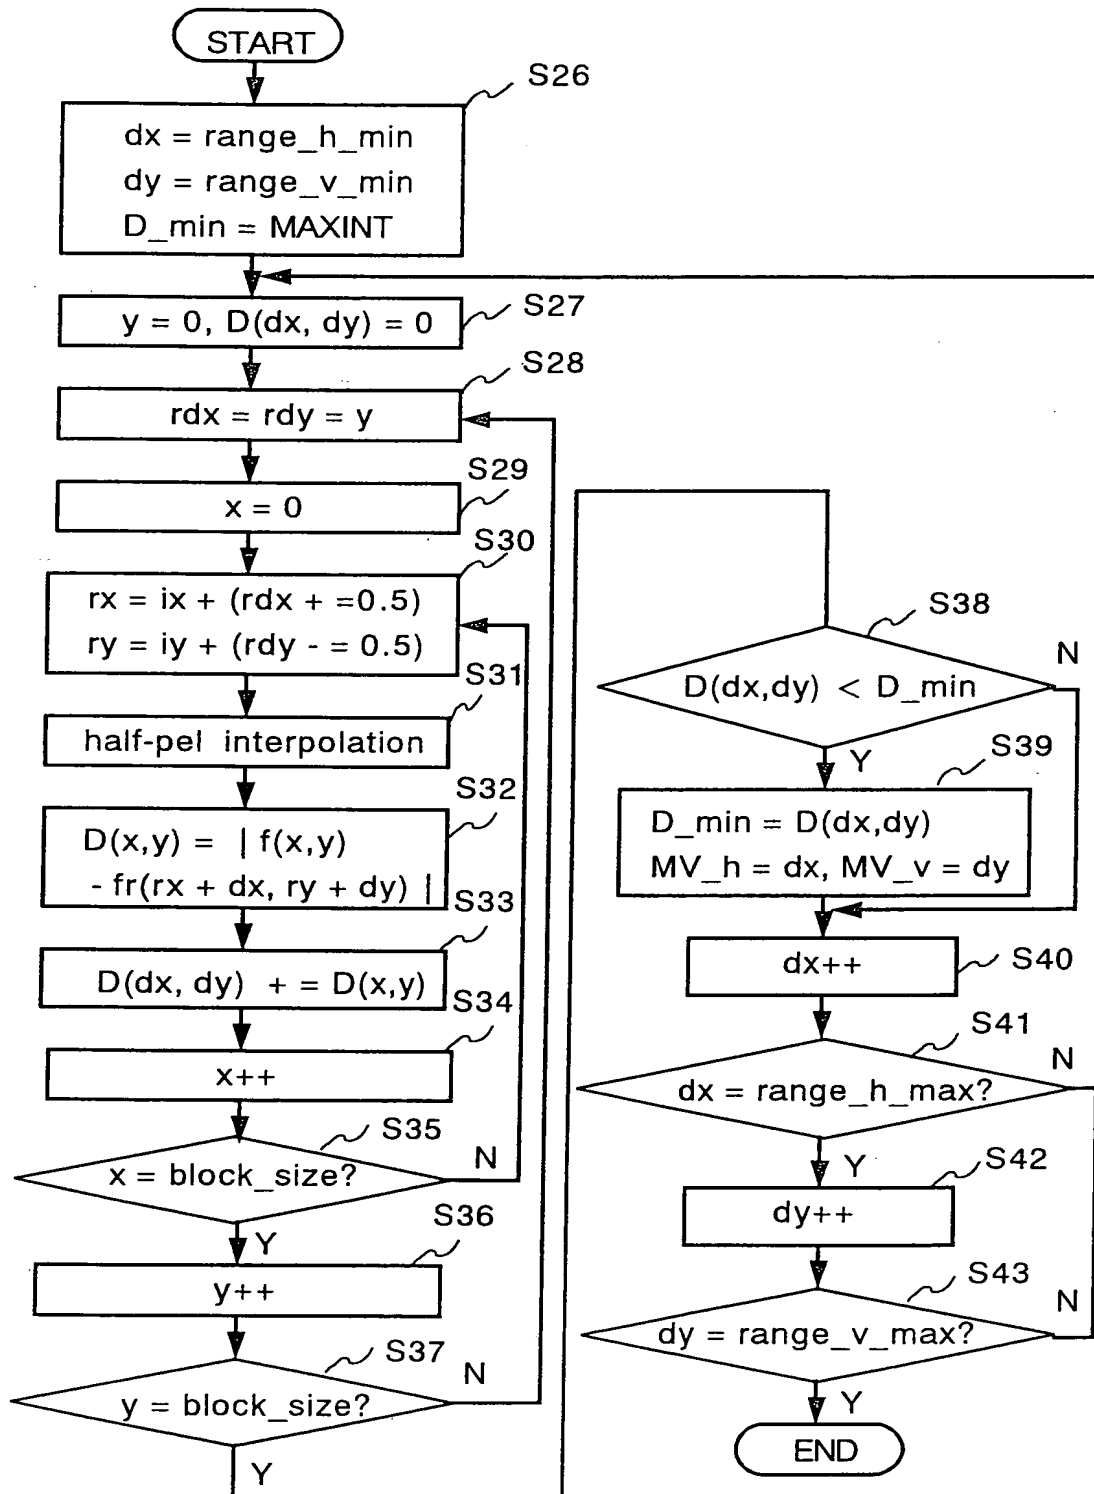 START
S26
dx = range_h_min
dy = range_v_min
D_min = MAXINT
S27
y = 0, D(dx, dy) = 0
S28
rdx = rdy = y
S29
x = 0
S30
rx = ix + (rdx + =0.5)
ry = iy + (rdy - = 0.5)
S31
half-pel interpolation
S32
D(x,y) = | f(x,y)
- fr(rx + dx, ry + dy) |
S33
D(dx, dy) + = D(x,y)
S34
x++
S35
x = block_size?
N
Y
S36
y++
S37
y = block_size?
N
Y
S38
D(dx,dy) < D_min
N
Y
S39
D_min = D(dx,dy)
MV_h = dx, MV_v = dy
S40
dx++
S41
dx = range_h_max?
N
Y
S42
dy++
S43
dy = range_v_max?
N
Y
END